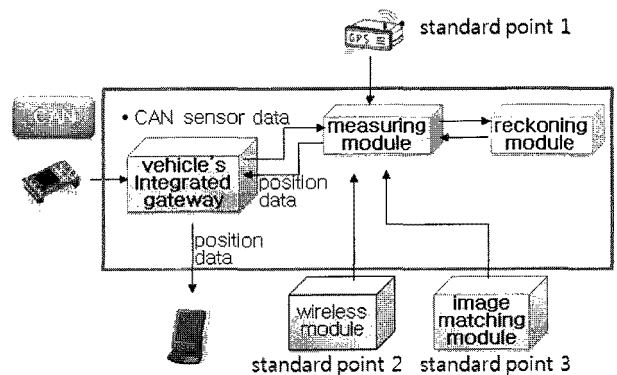 GPS
standard point 1
CAN
• CAN sensor data
measuring
module
reckoning
module
vehicle's
Integrated
gateway
position
data
position
data
wireless
module
image
matching
module
standard point 2
standard point 3